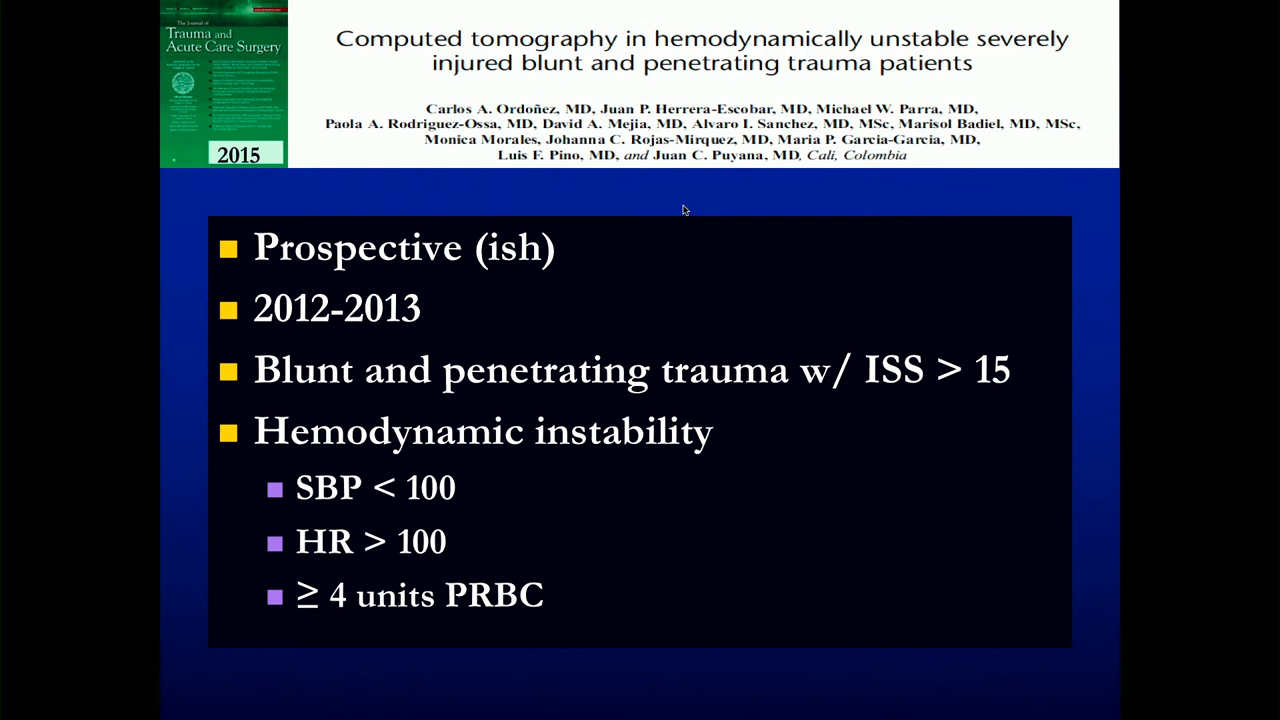 The Journal of
Trauma and
Acute Care Surgery
2015
Computed tomography in hemodynamically unstable severely
injured blunt and penetrating trauma patients
Carlos A. Ordoñez, MD, Juan P. Herrera-Escobar, MD, Michael W. Parra, MD,
Paola A. Rodriguez-Ossa, MD, David A. Mejia, MD, Alvaro I. Sanchez, MD, MSc, Marisol Badiel, MD, MSc,
Monica Morales, MD, Johanna C. Rojas-Mirquez, MD, Maria P. Garcia-Garcia, MD,
Luis F. Pino, MD, and Juan C. Puyana, MD, Cali, Colombia
Prospective (ish)
2012-2013
Blunt and penetrating trauma w/ ISS > 15
Hemodynamic instability
SBP < 100
HR > 100
≥ 4 units PRBC